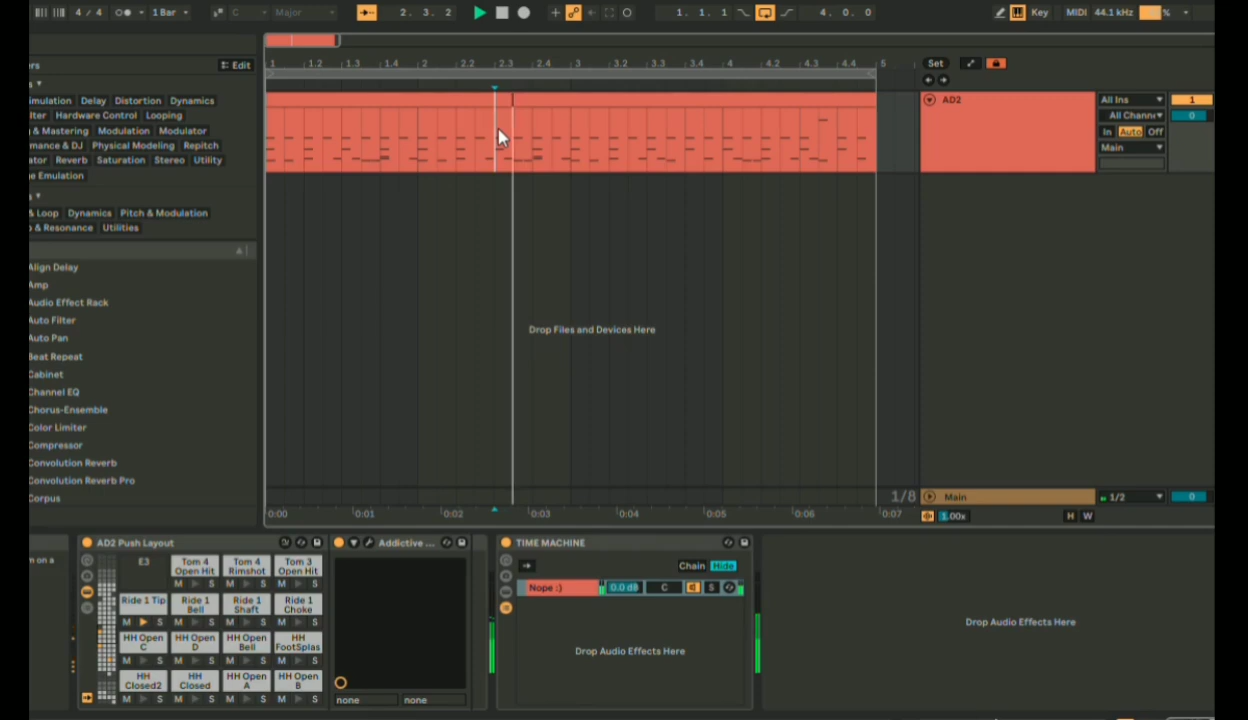 4 / 4 1 Bar C Major 2. 3. 2 1. 1. 1 4. 0. 0 Key MIDI 44.1 kHz %
1 1.2 1.3 1.4 2 2.2 2.3 2.4 3 3.2 3.3 3.4 4 4.2 4.3 4.4 5 Set
rs Edit
s
imulation Delay Distortion Dynamics
lter Hardware Control Looping
& Mastering Modulation Modulator
mance & DJ Physical Modeling Repitch
ator Reverb Saturation Stereo Utility
e Emulation
s
& Loop Dynamics Pitch & Modulation
& Resonance Utilities
Align Delay
Amp
Audio Effect Rack
Auto Filter
Auto Pan
Beat Repeat
Cabinet
Channel EQ
Chorus-Ensemble
Color Limiter
Compressor
Convolution Reverb
Convolution Reverb Pro
Corpus
AD2 All Ins 1
All Channe 0
In Auto Off
Main
Drop Files and Devices Here
1/8 Main 1/2 0
0:00 0:01 0:02 0:03 0:04 0:05 0:06 0:07 1.00x H W
m on a
AD2 Push Layout
E3 Tom 4 Open Hit Tom 4 Rimshot Tom 3 Open Hit
M S M S M S
Ride 1 Tip Ride 1 Bell Ride 1 Shaft Ride 1 Choke
M S M S M S M S
HH Open C HH Open D HH Open Bell HH FootSplas
M S M S M S M S
HH Closed2 HH Closed HH Open A HH Open B
M S M S M S M S
Addictive ...
none none
TIME MACHINE
Chain Hide
Nope :) 0.0 dB C S
Drop Audio Effects Here
Drop Audio Effects Here